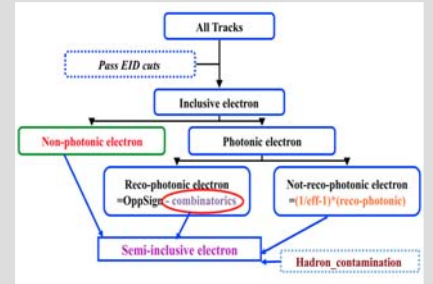 All Tracks
Pass EID cuts
Inclusive electron
Non-photonic electron
Photonic electron
Reco-photonic electron
=OppSign - combinatorics
Not-reco-photonic electron
=(1/eff-1)*(reco-photonic)
Semi-inclusive electron
Hadron_contamination